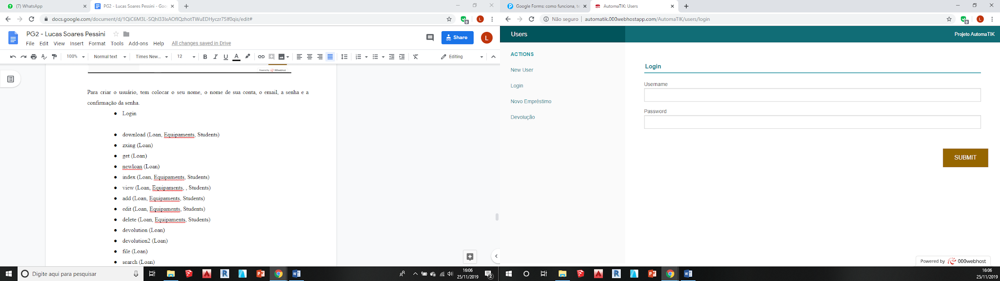 (7) WhatsApp
PG2 - Lucas Soares Pessini - Goo
docs.google.com/document/d/1QiC6M3L-SQhI33IxAOflQzhotTWuEDHyczr75If0qis/edit#
PG2 - Lucas Soares Pessini
File Edit View Insert Format Tools Add-ons Help All changes saved in Drive
Share
L
100% Normal text Times New... 12 B I U A Editing
Powered by 000webhost
Para criar o usuário, tem colocar o seu nome, o nome de sua conta, o email, a senha e a
confirmação da senha.
● Login
● download (Loan, Equipaments, Students)
● zxing (Loan)
● get (Loan)
● newloan (Loan)
● index (Loan, Equipaments, Students)
● view (Loan, Equipaments, , Students)
● add (Loan, Equipaments, Students)
● edit (Loan, Equipaments, Students)
● delete (Loan, Equipaments, Students)
● devolution (Loan)
● devolution2 (Loan)
● file (Loan)
● search (Loan)
Digite aqui para pesquisar
16:06
25/11/2019
2
Google Forms: como funciona, te
AutomaTIK: Users
Não seguro | automatik.000webhostapp.com/AutomaTIK/users/login
Users
Projeto AutomaTIK
ACTIONS
New User
Login
Novo Empréstimo
Devolução
Login
Username
Password
SUBMIT
Powered by 000webhost
16:06
25/11/2019